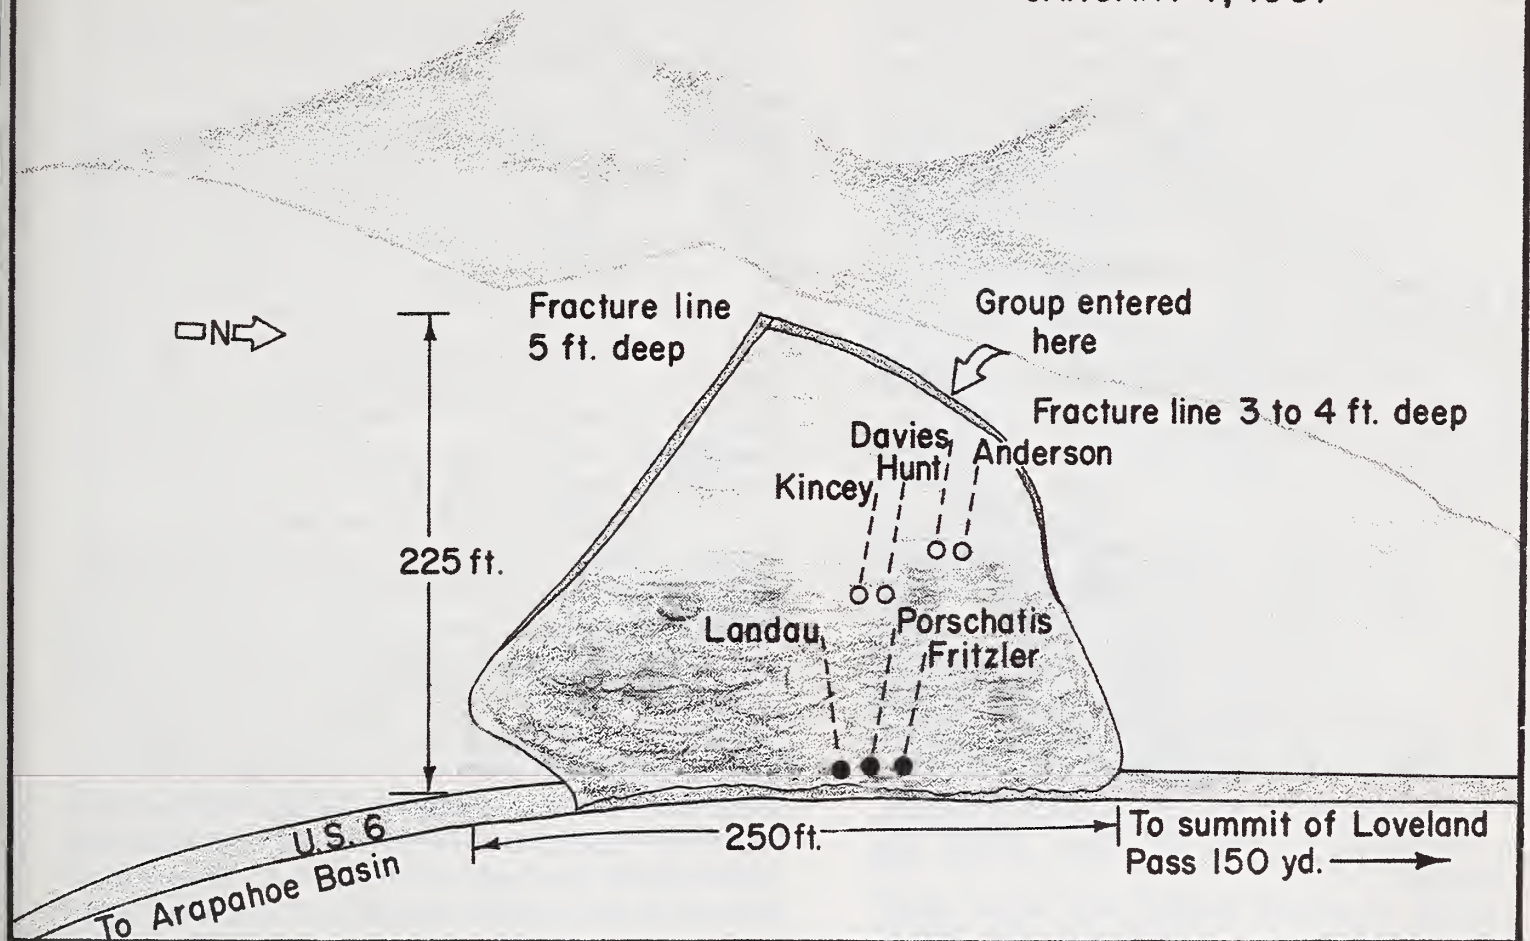 N
Fracture line
5 ft. deep
Group entered
here
Fracture line 3 to 4 ft. deep
Davies
Anderson
Hunt
Kincey
225 ft.
Landau
Porschatis
Fritzler
U.S. 6
250 ft.
To summit of Loveland
Pass 150 yd.
To Arapahoe Basin